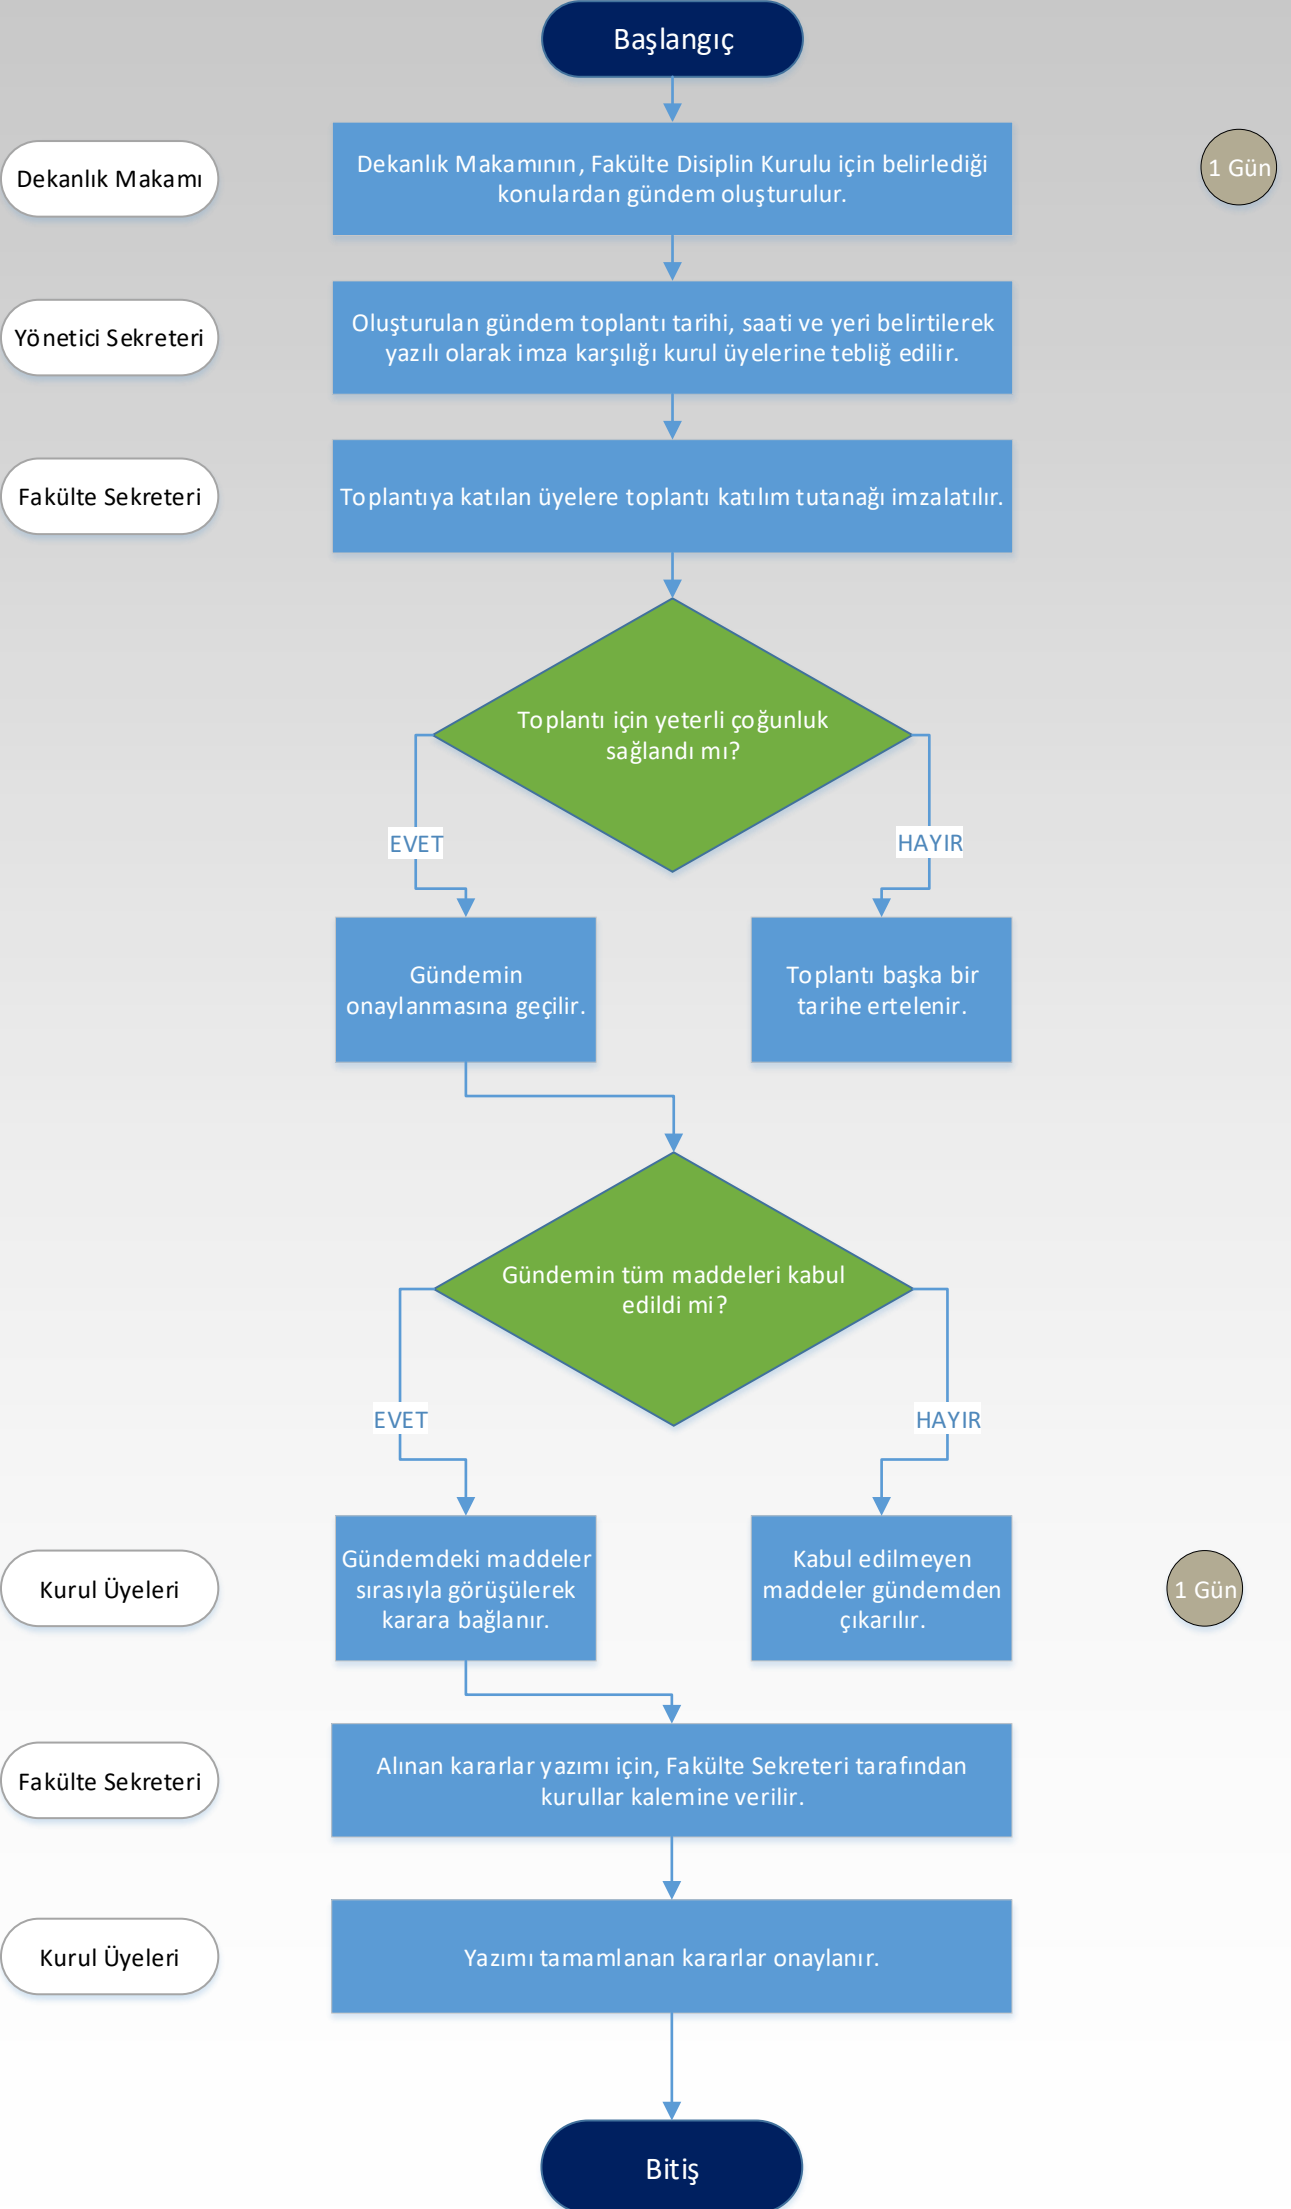 Başlangıç
Dekanlık Makamı
Dekanlık Makamının, Fakülte Disiplin Kurulu için belirlediği
konulardan gündem oluşturulur.
1 Gün
Yönetici Sekreteri
Oluşturulan gündem toplantı tarihi, saati ve yeri belirtilerek
yazılı olarak imza karşılığı kurul üyelerine tebliğ edilir.
Fakülte Sekreteri
Toplantıya katılan üyelere toplantı katılım tutanağı imzalatılır.
Toplantı için yeterli çoğunluk
sağlandı mı?
EVET
HAYIR
Gündemin
onaylanmasına geçilir.
Toplantı başka bir
tarihe ertelenir.
Gündemin tüm maddeleri kabul
edildi mi?
EVET
HAYIR
Kurul Üyeleri
Gündemdeki maddeler
sırasıyla görüşülerek
karara bağlanır.
Kabul edilmeyen
maddeler gündemden
çıkarılır.
1 Gün
Fakülte Sekreteri
Alınan kararlar yazımı için, Fakülte Sekreteri tarafından
kurullar kalemine verilir.
Kurul Üyeleri
Yazımı tamamlanan kararlar onaylanır.
Bitiş